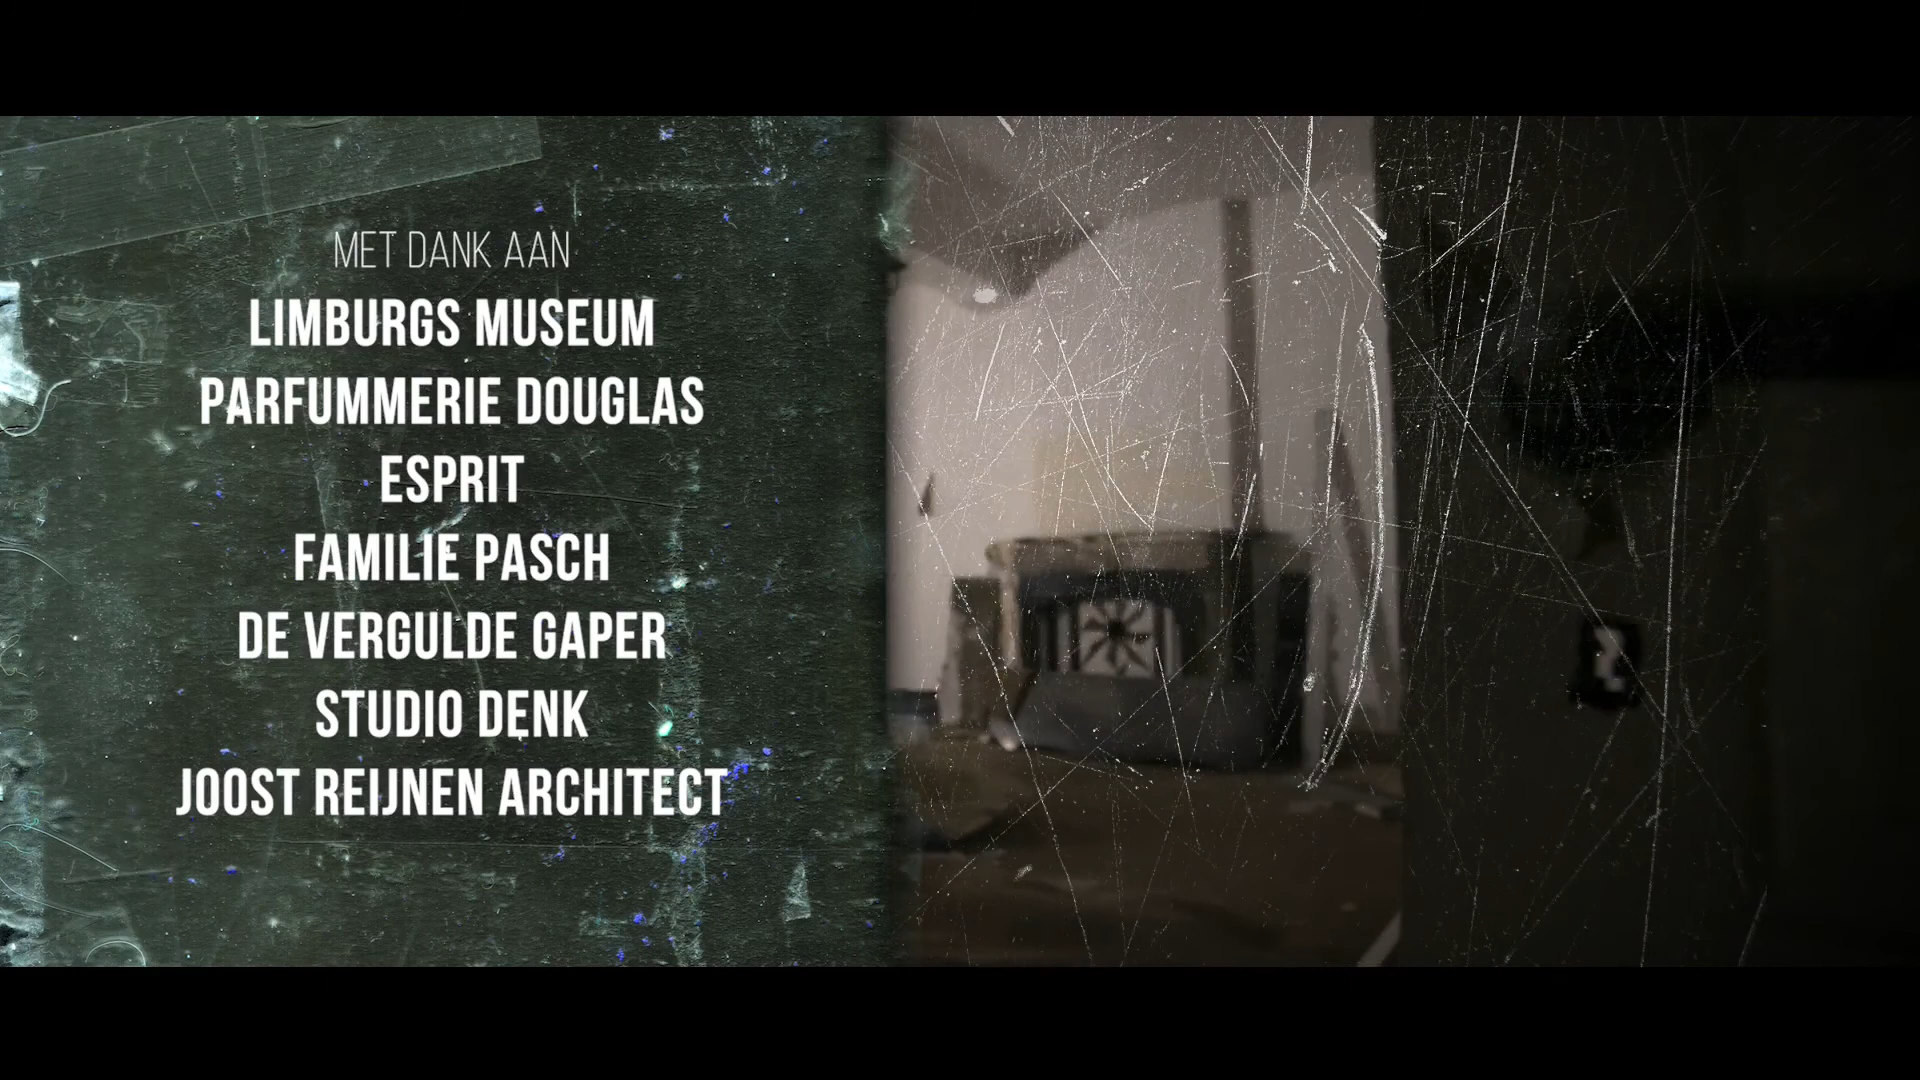 MET DANK AAN
LIMBURGS MUSEUM
PARFUMMERIE DOUGLAS
ESPRIT
FAMILIE PASCH
DE VERGULDE GAPER
STUDIO DENK
JOOST REIJNEN ARCHITECT